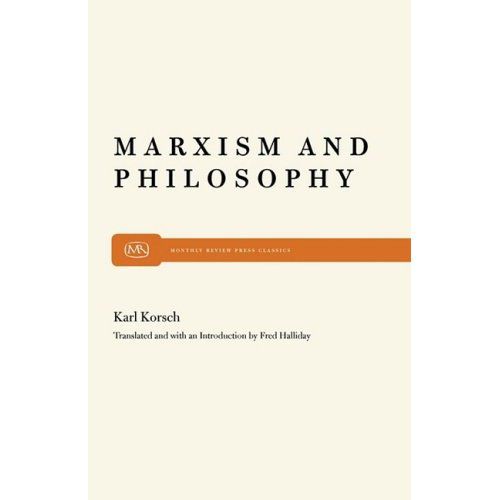 MARXISM AND
PHILOSOPHY
MR
MONTHLY REVIEW PRESS CLASSICS
Karl Korsch
Translated and with an Introduction by Fred Halliday